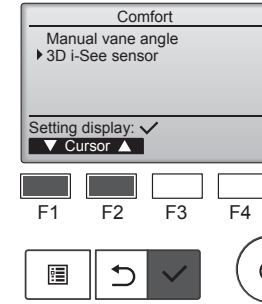 Comfort
Manual vane angle
3D i-See sensor
Setting display:
Cursor
F1 F2 F3 F4